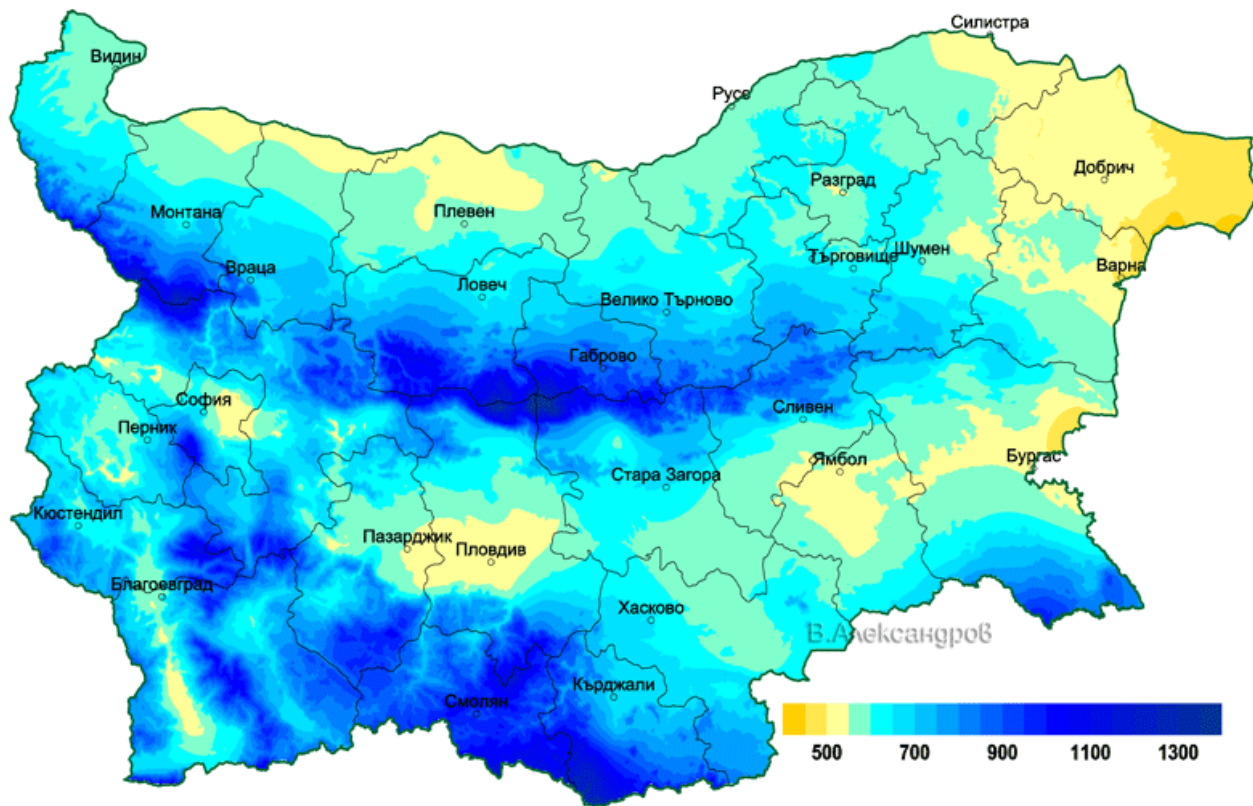 Силистра
Видин
Русе
Добрич
Разград
Плевен
Монтана
Шумен
Търговище
Варна
Враца
Ловеч
Велико Търново
Габрово
София
Сливен
Перник
Ямбол
Бургас
Стара Загора
Кюстендил
Пазарджик
Пловдив
Благоевград
Хасково
В.Александров
Кърджали
Смолян
500 700 900 1100 1300